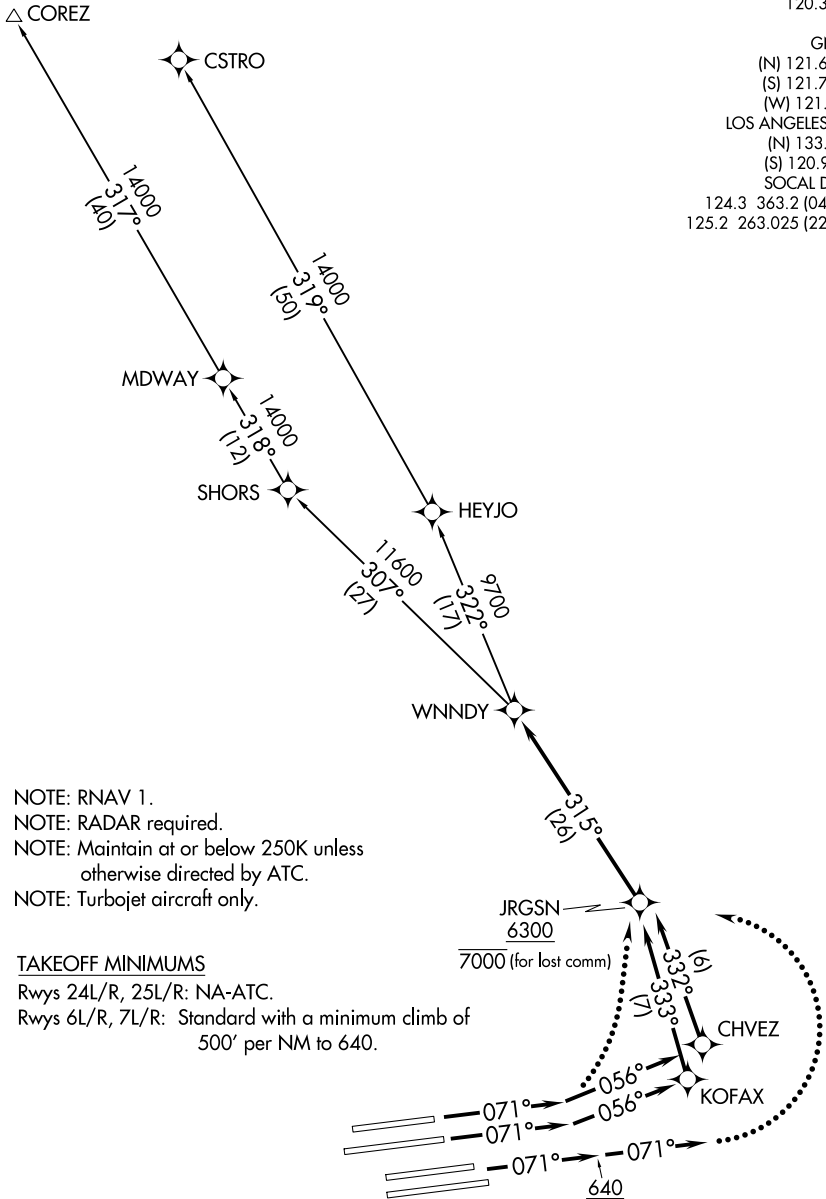 COREZ
CSTRO
120.3
(N) 121.6
(S) 121.7
(W) 121.
LOS ANGELES
(N) 133.
(S) 120.9
SOCAL D
124.3 363.2 (04
125.2 263.025 (22
14000
317°
(40)
14000
319°
(50)
MDWAY
14000
318°
(12)
SHORS
HEYJO
11600
307°
(27)
9700
322°
(17)
WNNDY
315°
(26)
NOTE: RNAV 1.
NOTE: RADAR required.
NOTE: Maintain at or below 250K unless
otherwise directed by ATC.
NOTE: Turbojet aircraft only.
JRGSN
6300
7000 (for lost comm)
TAKEOFF MINIMUMS
Rwys 24L/R, 25L/R: NA-ATC.
Rwys 6L/R, 7L/R: Standard with a minimum climb of
500' per NM to 640.
(6)
332°
333°
(7)
CHVEZ
KOFAX
071° 056°
071° 056°
071° 071°
640